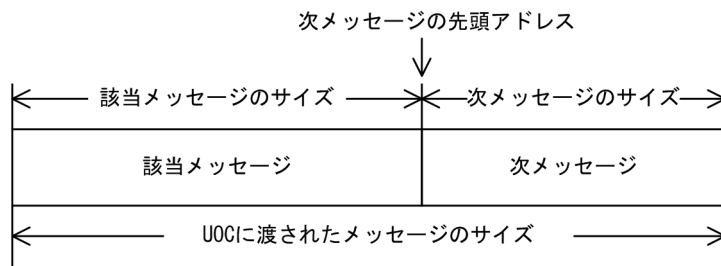 次メッセージの先頭アドレス
該当メッセージのサイズ
次メッセージのサイズ
該当メッセージ
次メッセージ
UOCに渡されたメッセージのサイズ